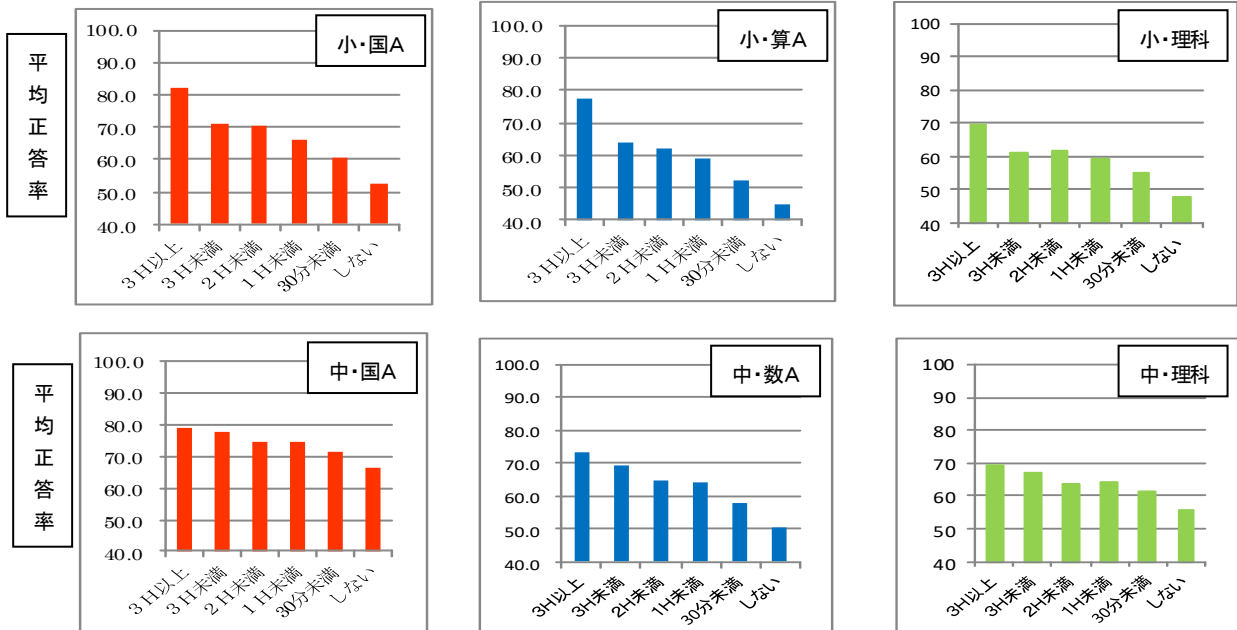 平均正答率
小・国A
100.0
90.0
80.0
70.0
60.0
50.0
40.0
3H以上
3H未満
2H未満
1H未満
30分未満
しない
小・算A
100.0
90.0
80.0
70.0
60.0
50.0
40.0
3H以上
3H未満
2H未満
1H未満
30分未満
しない
小・理科
100
90
80
70
60
50
40
3H以上
3H未満
2H未満
1H未満
30分未満
しない
平均正答率
中・国A
100.0
90.0
80.0
70.0
60.0
50.0
40.0
3H以上
3H未満
2H未満
1H未満
30分未満
しない
中・数A
100.0
90.0
80.0
70.0
60.0
50.0
40.0
3H以上
3H未満
2H未満
1H未満
30分未満
しない
中・理科
100
90
80
70
60
50
40
3H以上
3H未満
2H未満
1H未満
30分未満
しない